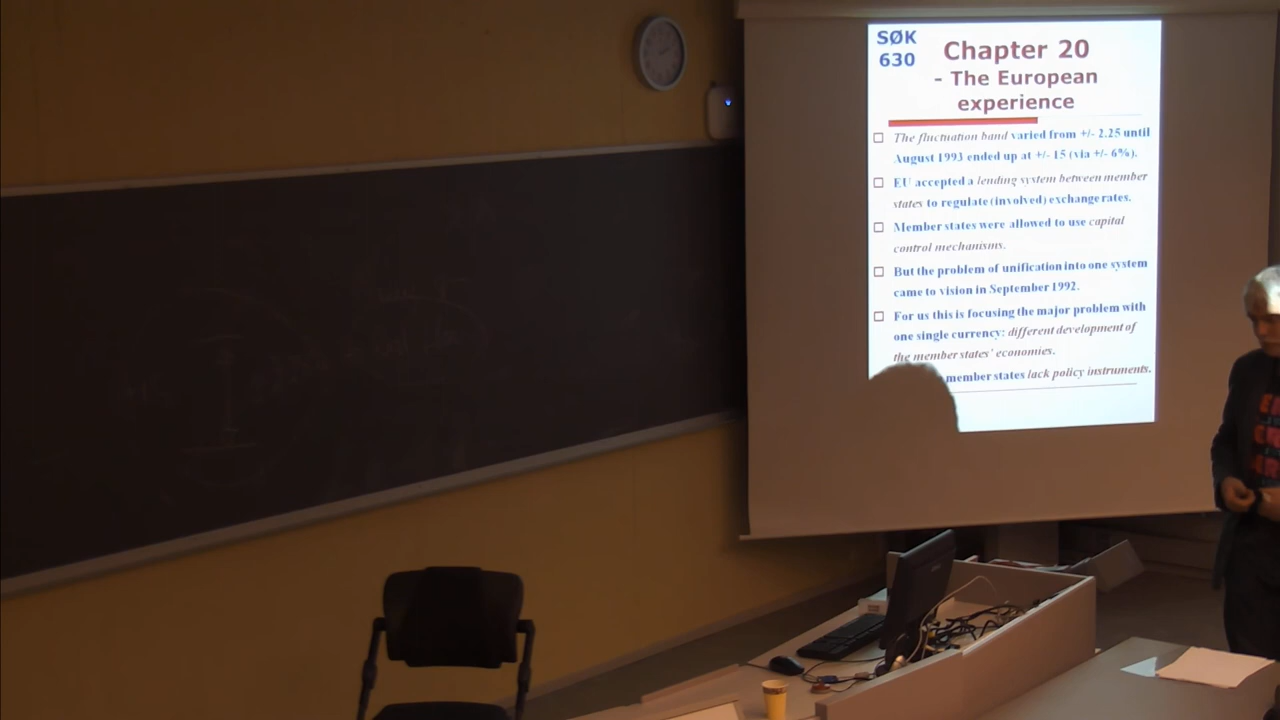 SØK
630
Chapter 20
- The European
experience
The fluctuation band varied from +/- 2.25 until
August 1993 ended up at +/- 15 (via +/- 6%).
EU accepted a lending system between member
states to regulate (involved) exchange rates.
Member states were allowed to use capital
control mechanisms.
But the problem of unification into one system
came to vision in September 1992.
For us this is focusing the major problem with
one single currency: different development of
the member states' economies.
member states lack policy instruments.